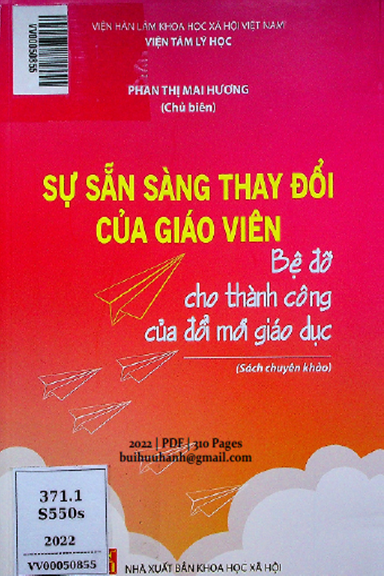 VIỆN HÀN LÂM KHOA HỌC XÃ HỘI VIỆT NAM
VIỆN TÂM LÝ HỌC
VV00050855
PHAN THỊ MAI HƯƠNG
(Chủ biên)
SỰ SẴN SÀNG THAY ĐỔI
CỦA GIÁO VIÊN
Bệ đỡ
cho thành công
của đổi mới giáo dục
(Sách chuyên khảo)
2022 | PDF | 310 Pages
buihuuhanh@gmail.com
371.1
S550s
2022
VV00050855
NHÀ XUẤT BẢN KHOA HỌC XÃ HỘI